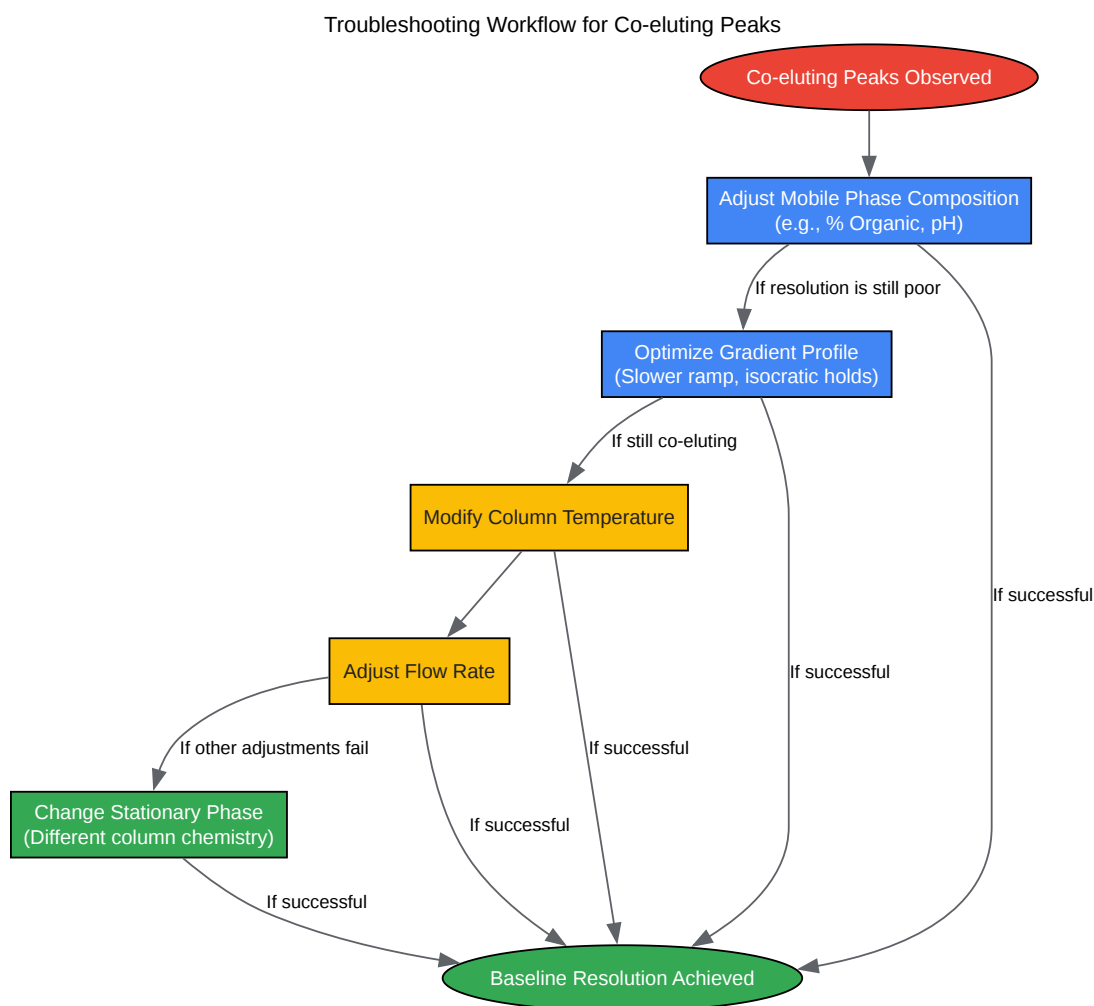 Troubleshooting Workflow for Co-eluting Peaks
Co-eluting Peaks Observed
Adjust Mobile Phase Composition
(e.g., % Organic, pH)
If resolution is still poor
Optimize Gradient Profile
(Slower ramp, isocratic holds)
If still co-eluting
Modify Column Temperature
If successful
Adjust Flow Rate
If successful
If other adjustments fail
If successful
Change Stationary Phase
(Different column chemistry)
If successful
If successful
Baseline Resolution Achieved